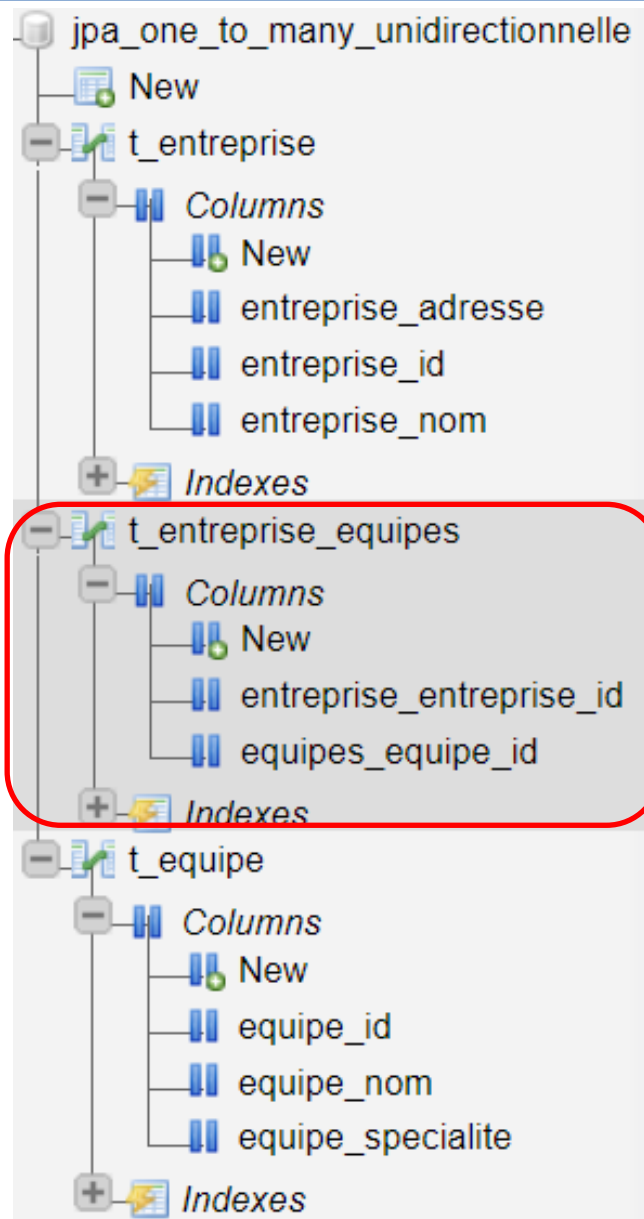 jpa_one_to_many_unidirectionnelle
New
t_entreprise
Columns
New
entreprise_adresse
entreprise_id
entreprise_nom
Indexes
t_entreprise_equipes
Columns
New
entreprise_entreprise_id
equipes_equipe_id
Indexes
t_equipe
Columns
New
equipe_id
equipe_nom
equipe_specialite
Indexes